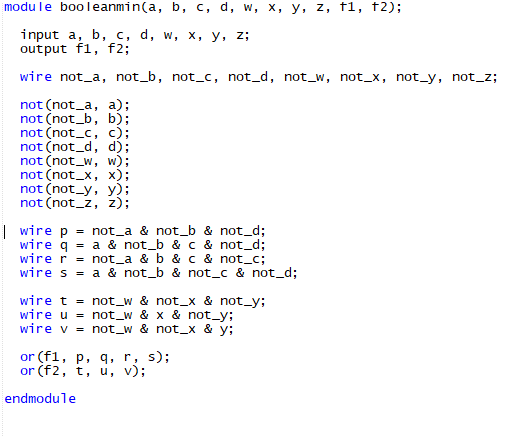 module booleanmin(a, b, c, d, w, x, y, z, f1, f2);
input a, b, c, d, w, x, y, z;
output f1, f2;
wire not_a, not_b, not_c, not_d, not_w, not_x, not_y, not_z;
not(not_a, a);
not(not_b, b);
not(not_c, c);
not(not_d, d);
not(not_w, w);
not(not_x, x);
not(not_y, y);
not(not_z, z);
wire p = not_a & not_b & not_d;
wire q = a & not_b & c & not_d;
wire r = not_a & b & c & not_c;
wire s = a & not_b & not_c & not_d;
wire t = not_w & not_x & not_y;
wire u = not_w & x & not_y;
wire v = not_w & not_x & y;
or(f1, p, q, r, s);
or(f2, t, u, v);
endmodule